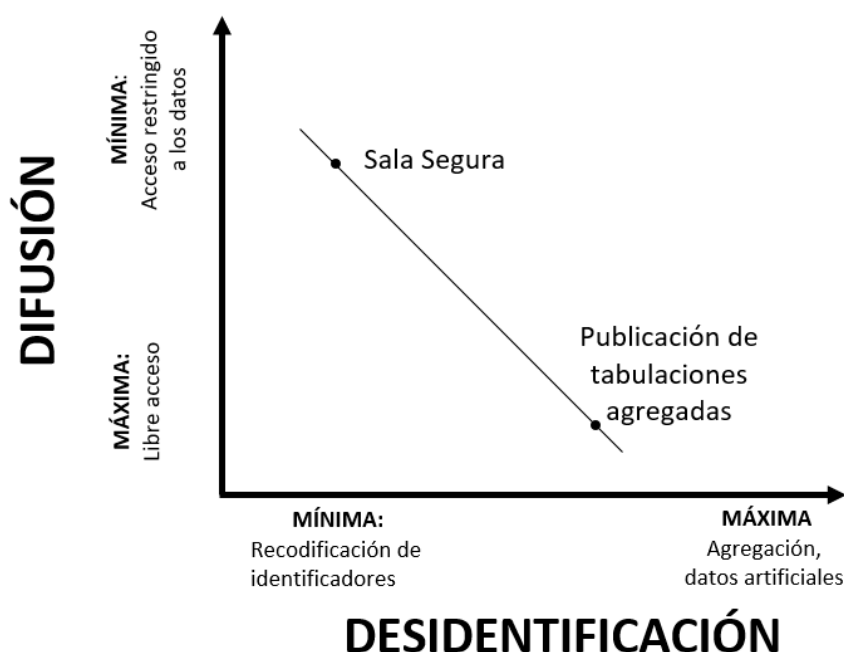 DIFUSIÓN
MÍNIMA:
Acceso restringido
a los datos
MÁXIMA:
Libre acceso
Sala Segura
Publicación de
tabulaciones
agregadas
MÍNIMA:
Recodificación de
identificadores
MÁXIMA
Agregación,
datos artificiales
DESIDENTIFICACIÓN